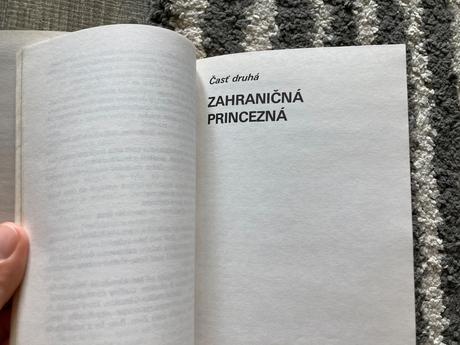 Časť druhá
ZAHRANIČNÁ
PRINCEZNÁ